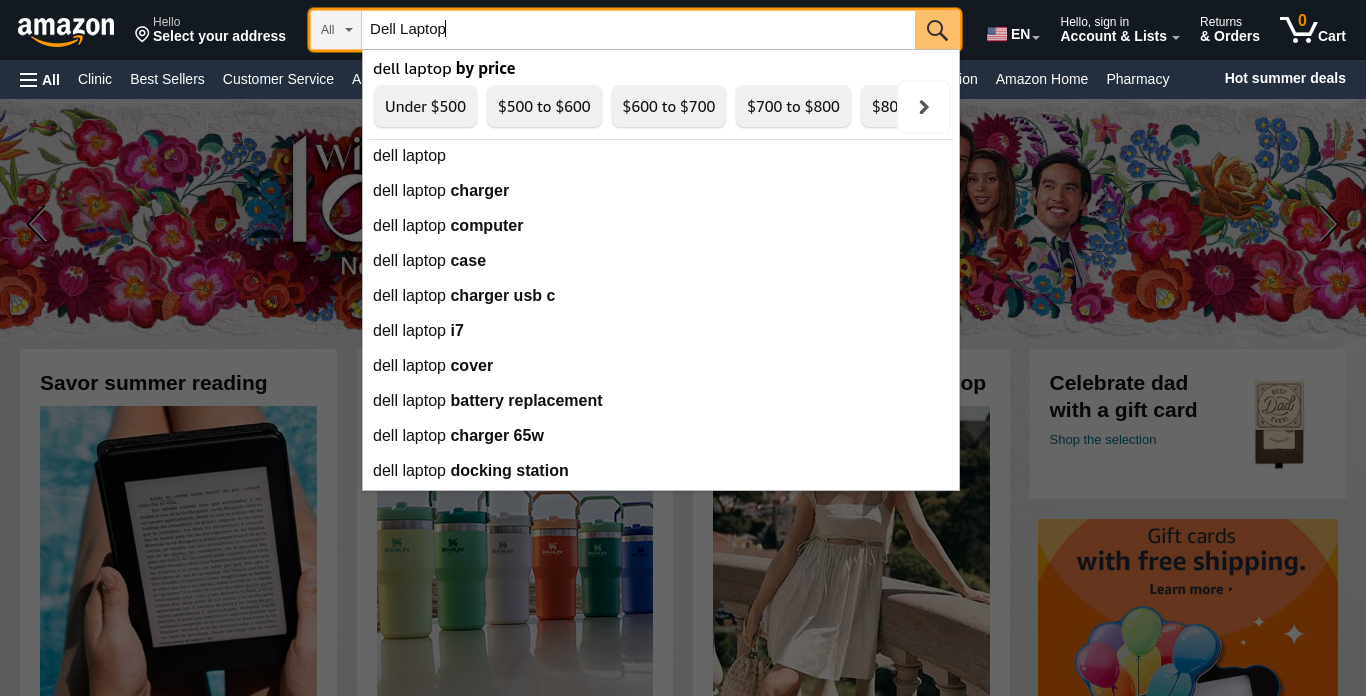 amazon
Hello
Select your address
All
Dell Laptop
EN
Hello, sign in
Account & Lists
Returns
& Orders
0
Cart
All
Clinic
Best Sellers
Customer Service
A
ion
Amazon Home
Pharmacy
Hot summer deals
dell laptop by price
Under $500
$500 to $600
$600 to $700
$700 to $800
$80
dell laptop
dell laptop charger
dell laptop computer
dell laptop case
dell laptop charger usb c
dell laptop i7
dell laptop cover
dell laptop battery replacement
dell laptop charger 65w
dell laptop docking station
Savor summer reading
op
Celebrate dad
with a gift card
Shop the selection
BEST
Dad
EVER!
STANLEY
STANLEY
STANLEY
STANLEY
STANLEY
Gift cards
with free shipping.
Learn more